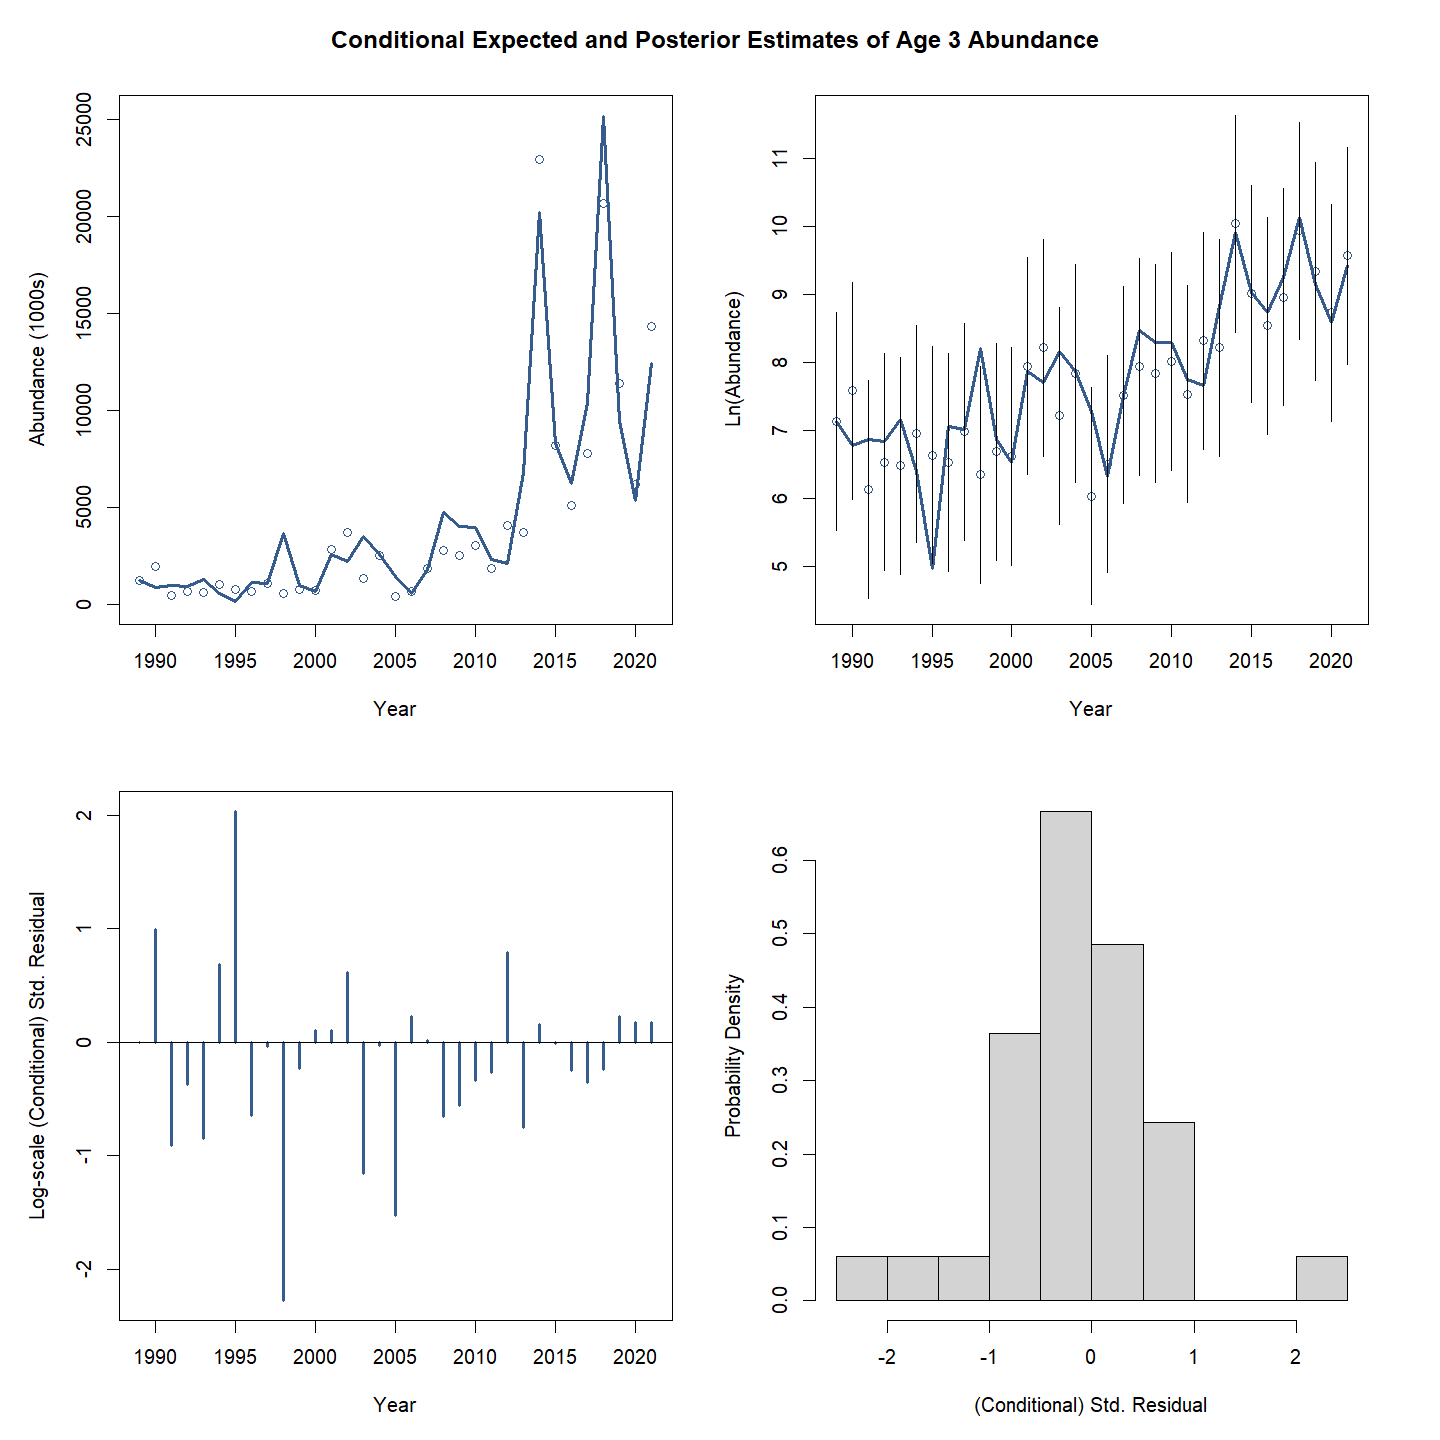 Conditional Expected and Posterior Estimates of Age 3 Abundance
Abundance (1000s)
25000
20000
15000
10000
5000
0
1990 1995 2000 2005 2010 2015 2020
Year
Ln(Abundance)
11
10
9
8
7
6
5
1990 1995 2000 2005 2010 2015 2020
Year
Log-scale (Conditional) Std. Residual
2
1
0
-1
-2
1990 1995 2000 2005 2010 2015 2020
Year
Probability Density
0.6
0.5
0.4
0.3
0.2
0.1
0.0
-2 -1 0 1 2
(Conditional) Std. Residual